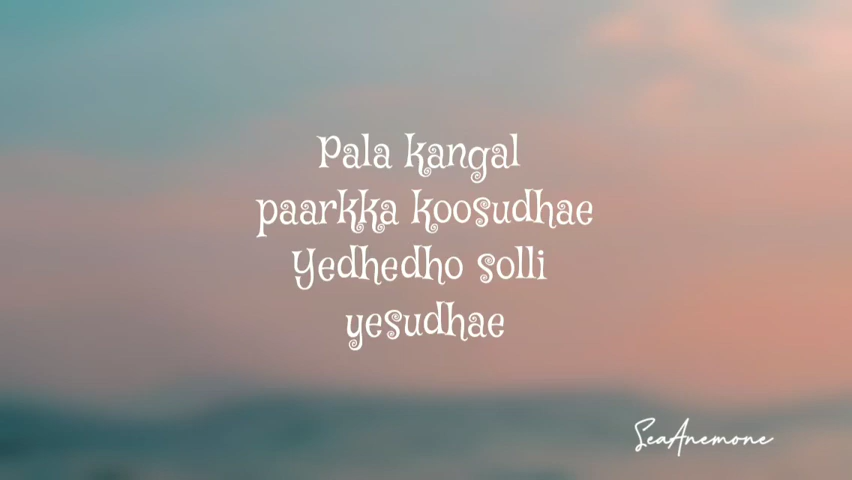 Pala kangal
paarkka koosudhae
Yedhedho solli
yesudhae
SeaAnemone